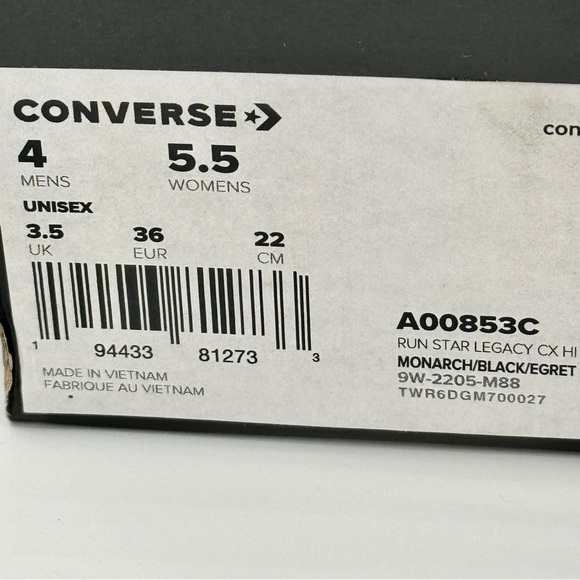 CONVERSE
con
4 5.5
MENS WOMENS
UNISEX
3.5 36 22
UK EUR CM
1 94433 81273 3
MADE IN VIETNAM
FABRIQUE AU VIETNAM
A00853C
RUN STAR LEGACY CX HI
MONARCH/BLACK/EGRET
9W-2205-M88
TWR6DGM700027